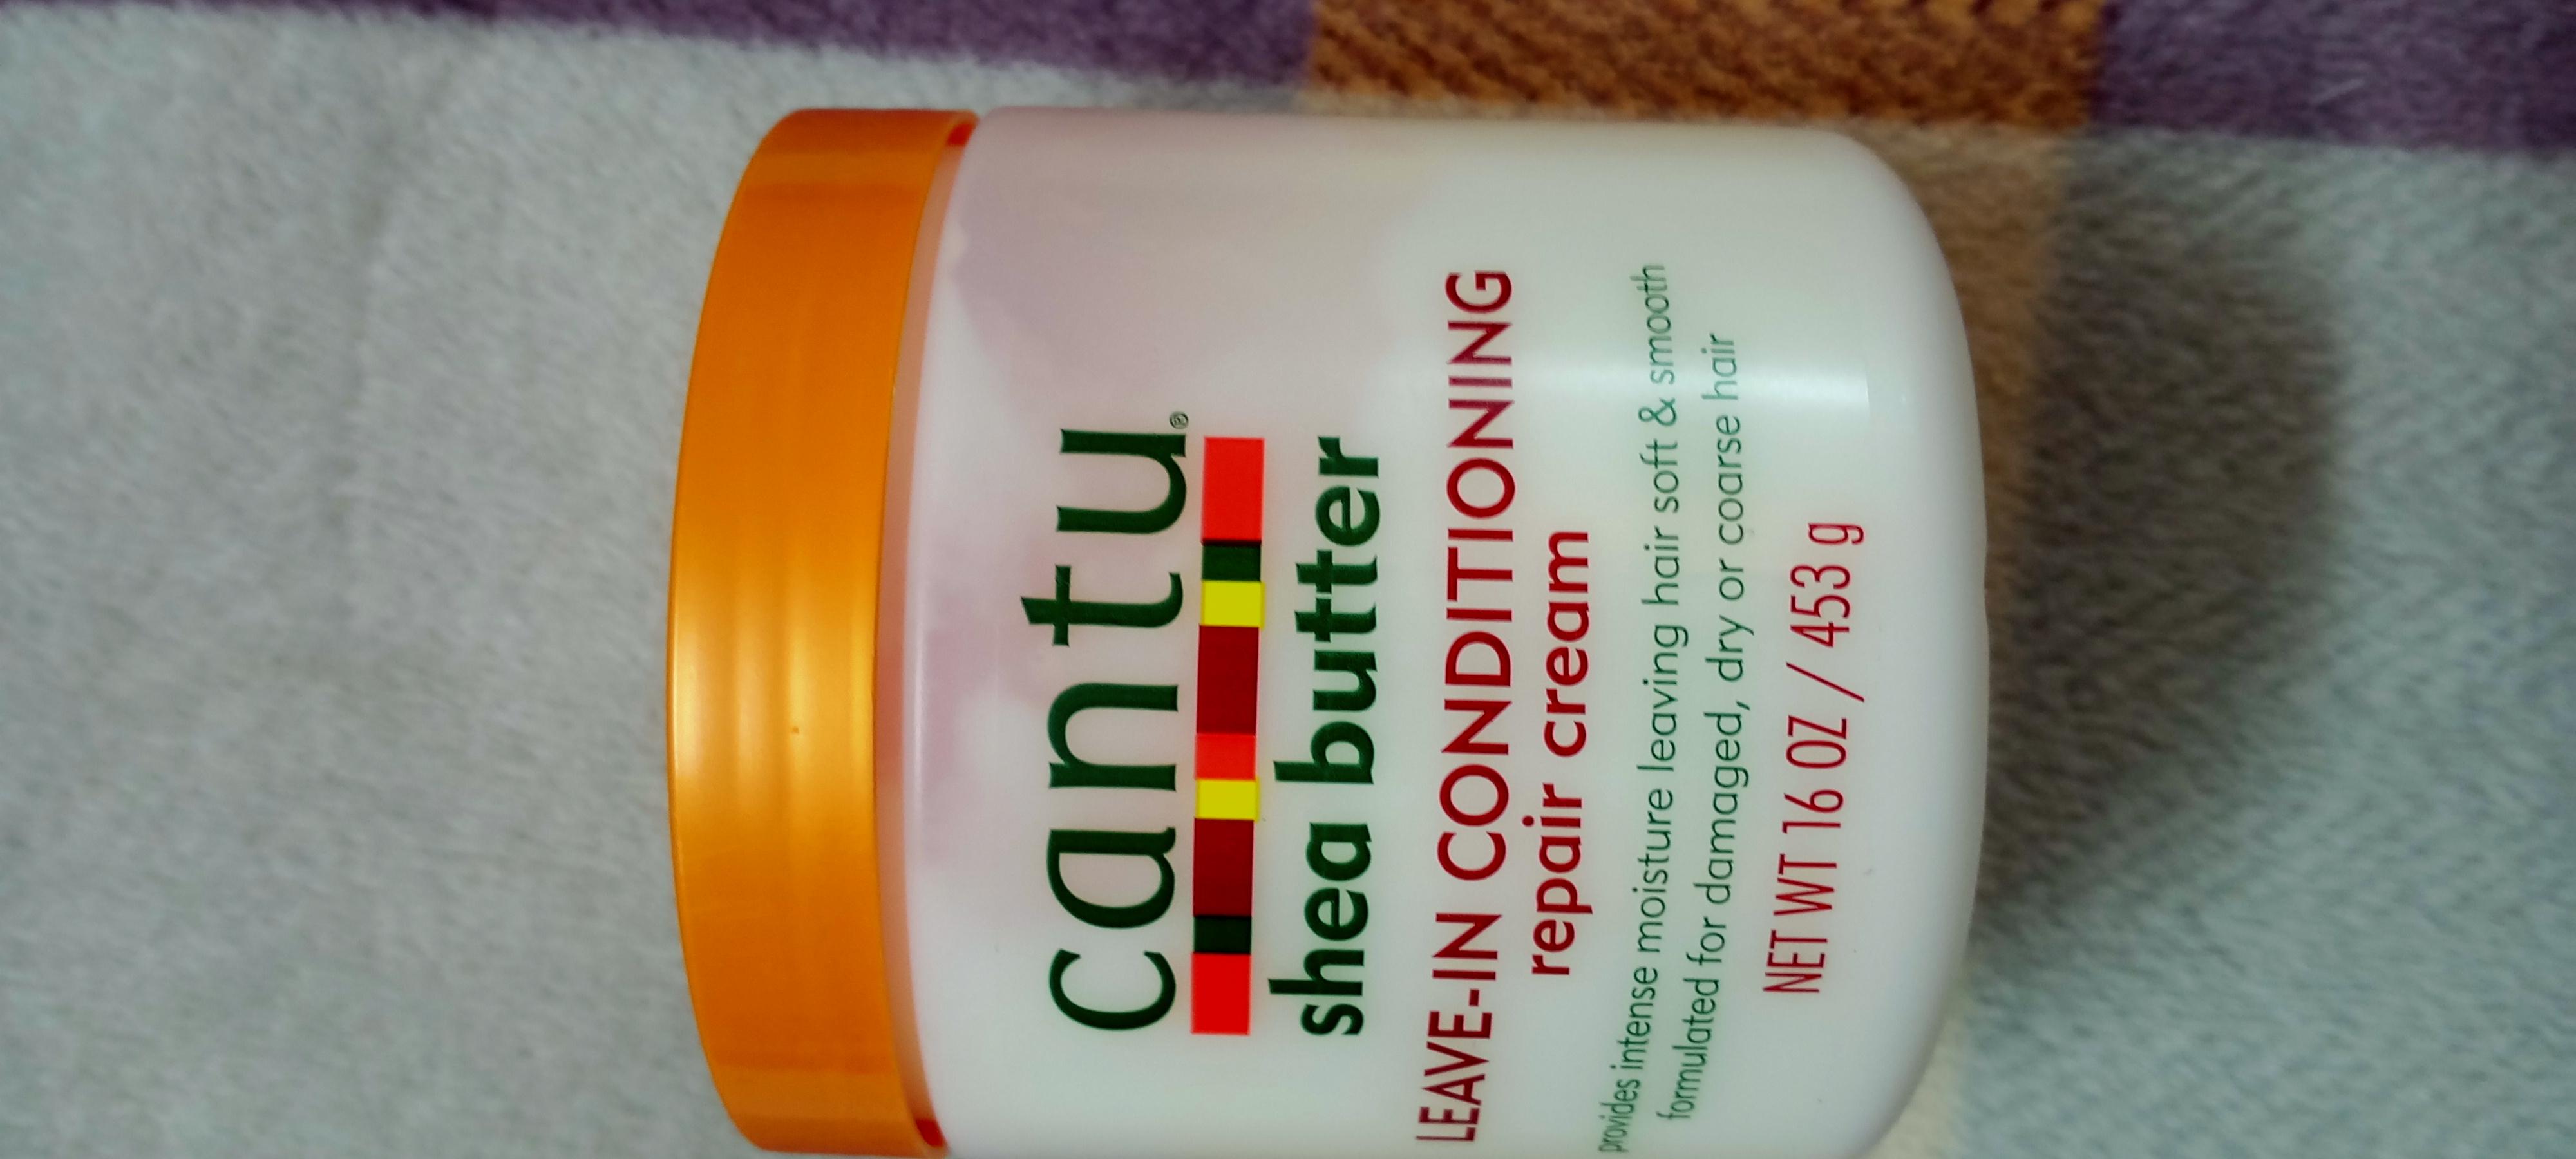 cantu®
shea butter
LEAVE-IN CONDITIONING
repair cream
provides intense moisture leaving hair soft & smooth
formulated for damaged, dry or coarse hair
NET WT 16 OZ / 453 g